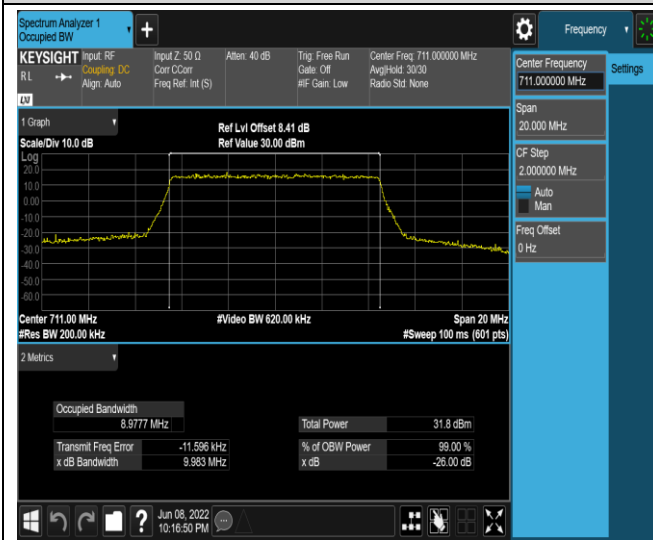 Spectrum Analyzer 1
Occupied BW
+
Frequency
KEYSIGHT
RL
LXI
Input: RF
Coupling: DC
Align: Auto
Input Z: 50 Ω
Corr CCorr
Freq Ref: Int (S)
Atten: 40 dB
Trig: Free Run
Gate: Off
#IF Gain: Low
Center Freq: 711.000000 MHz
Avg|Hold: 30/30
Radio Std: None
Center Frequency
711.000000 MHz
Settings
Span
20.000 MHz
CF Step
2.000000 MHz
Auto
Man
Freq Offset
0 Hz
1 Graph
Scale/Div 10.0 dB
Ref Lvl Offset 8.41 dB
Ref Value 30.00 dBm
Log
20.0
10.0
0.00
-10.0
-20.0
-30.0
-40.0
-50.0
-60.0
Center 711.00 MHz
#Video BW 620.00 kHz
Span 20 MHz
#Res BW 200.00 kHz
#Sweep 100 ms (601 pts)
2 Metrics
Occupied Bandwidth
8.9777 MHz
Total Power 31.8 dBm
Transmit Freq Error -11.596 kHz
% of OBW Power 99.00 %
x dB Bandwidth 9.983 MHz
x dB -26.00 dB
?
Jun 08, 2022
10:16:50 PM